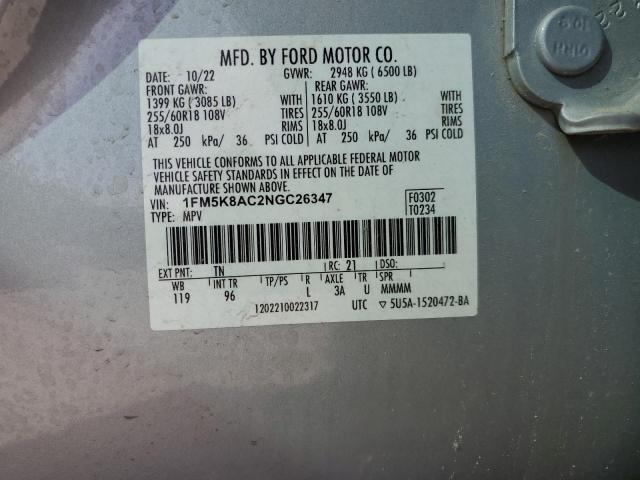 MFD. BY FORD MOTOR CO.
DATE: 10/22 GVWR: 2948 KG ( 6500 LB)
FRONT GAWR: REAR GAWR:
1399 KG ( 3085 LB) WITH 1610 KG ( 3550 LB) WITH
255/60R18 108V TIRES 255/60R18 108V TIRES
18x8.0J RIMS 18x8.0J RIMS
AT 250 kPa/ 36 PSI COLD AT 250 kPa/ 36 PSI COLD
THIS VEHICLE CONFORMS TO ALL APPLICABLE FEDERAL MOTOR
VEHICLE SAFETY STANDARDS IN EFFECT ON THE DATE OF
MANUFACTURE SHOWN ABOVE.
VIN: 1FM5K8AC2NGC26347 F0302
TYPE: MPV T0234
EXT PNT: TN RC: 21 DSO:
WB INT TR TP/PS R AXLE TR SPR
119 96 L 3A U MMMM
1202210022317 UTC ▽ 5U5A-1520472-BA